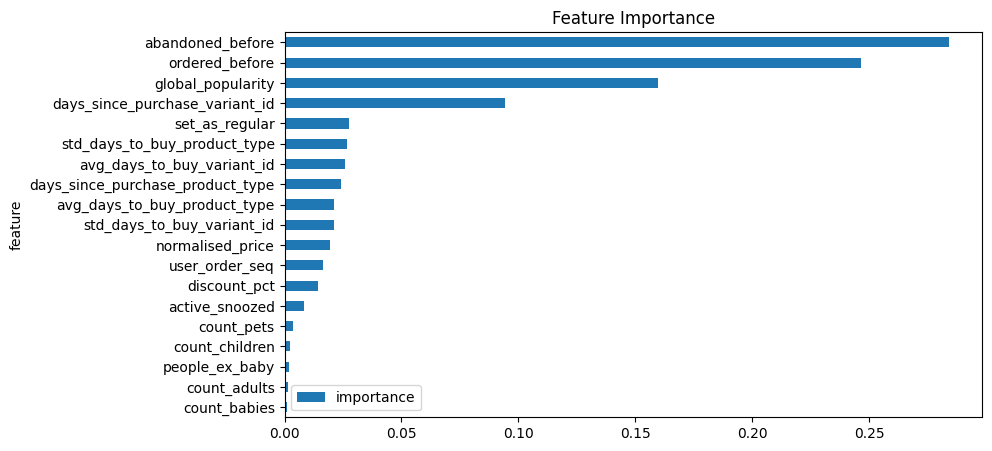 Feature Importance
feature
abandoned_before
ordered_before
global_popularity
days_since_purchase_variant_id
set_as_regular
std_days_to_buy_product_type
avg_days_to_buy_variant_id
days_since_purchase_product_type
avg_days_to_buy_product_type
std_days_to_buy_variant_id
normalised_price
user_order_seq
discount_pct
active_snoozed
count_pets
count_children
people_ex_baby
count_adults
count_babies
importance
0.00 0.05 0.10 0.15 0.20 0.25